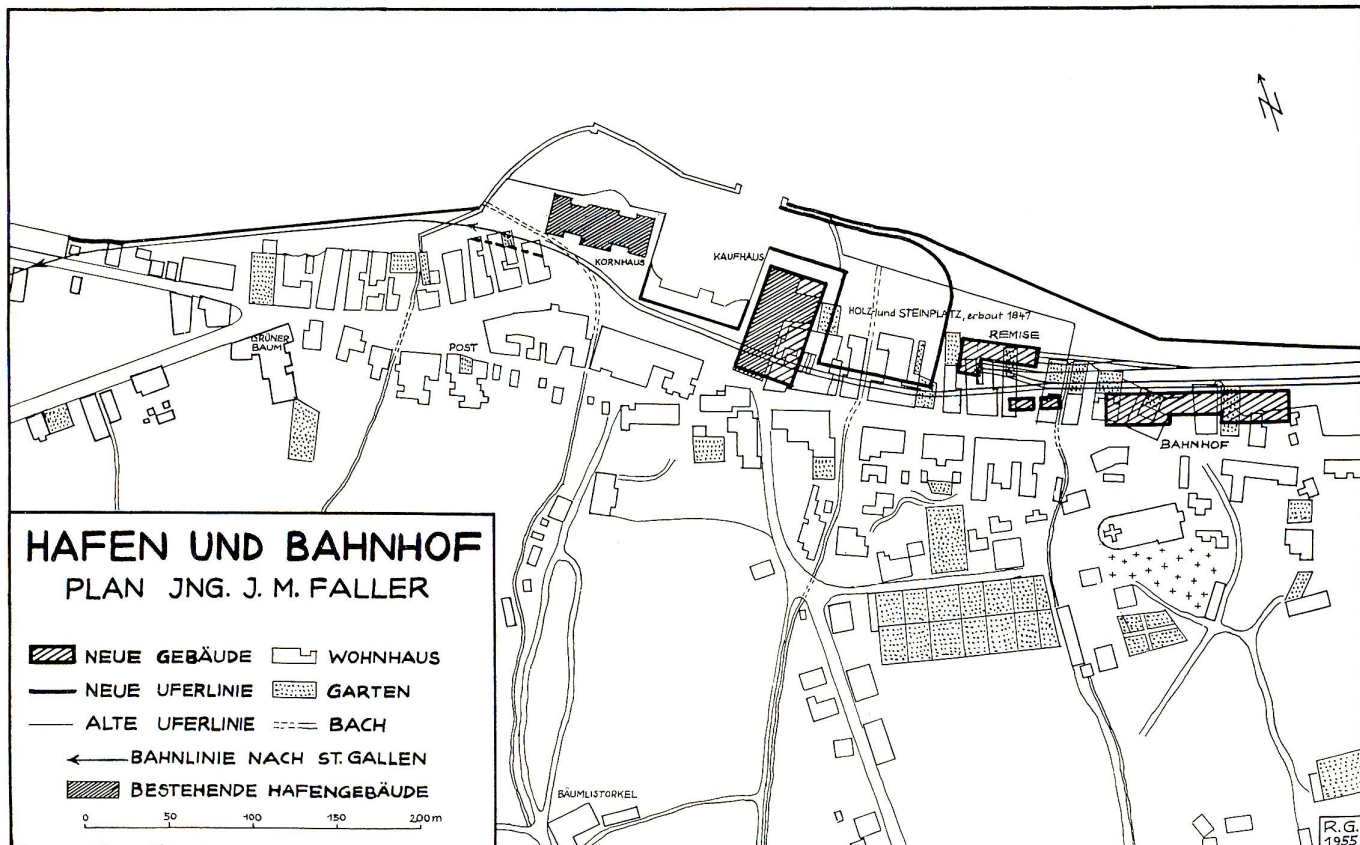 N
KORNHAUS
KAUFHAUS
HOLZ und STEINPLATZ, erbaut 1847
REMISE
GRÜNER
BAUM
POST
BAHNHOF
HAFEN UND BAHNHOF
PLAN JNG. J. M. FALLER
NEUE GEBÄUDE WOHNHAUS
NEUE UFERLINIE GARTEN
ALTE UFERLINIE BACH
BAHNLINIE NACH ST. GALLEN
BESTEHENDE HAFENGEBÄUDE
0 50 100 150 200m
BÄUMLISTORKEL
R.G.
1955